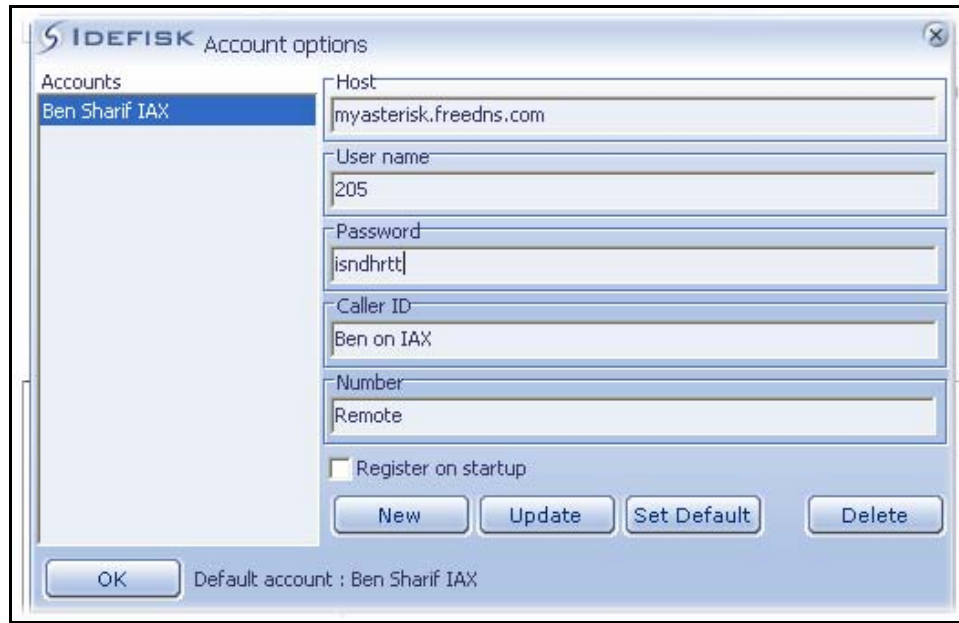 IDEFISK Account options
Accounts
Ben Sharif IAX
Host
myasterisk.freedns.com
User name
205
Password
isndhrtt
Caller ID
Ben on IAX
Number
Remote
Register on startup
New Update Set Default Delete
OK Default account : Ben Sharif IAX